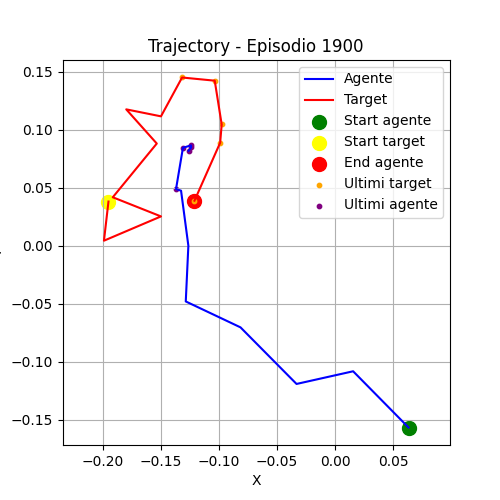 Trajectory - Episodio 1900
Agente
Target
Start agente
Start target
End agente
Ultimi target
Ultimi agente
0.15
0.10
0.05
0.00
−0.05
−0.10
−0.15
−0.20
−0.15
−0.10
−0.05
0.00
0.05
X